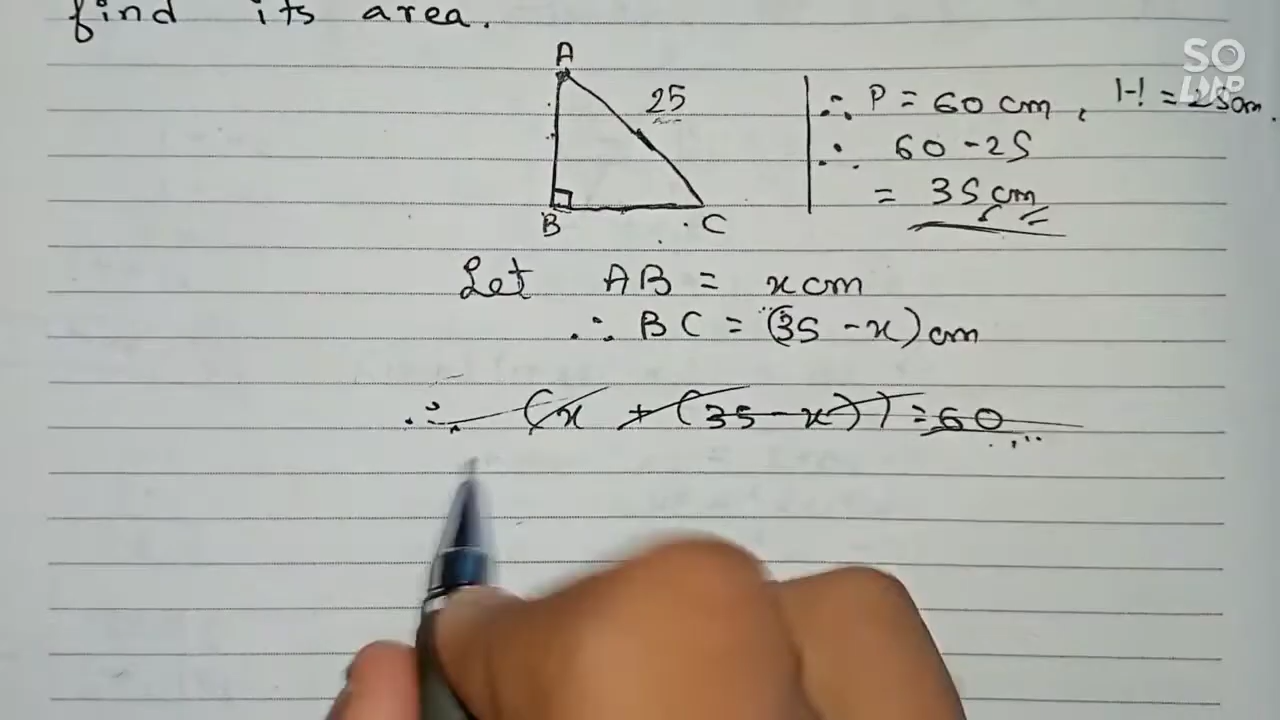 find its area.
A
25
B
C
∴ P = 60 cm, H = 25 cm.
∴ 60 - 25
= 35 cm
Let AB = x cm
∴ BC = (35 - x) cm
∴ (x + (35 - x)) = 60
SO